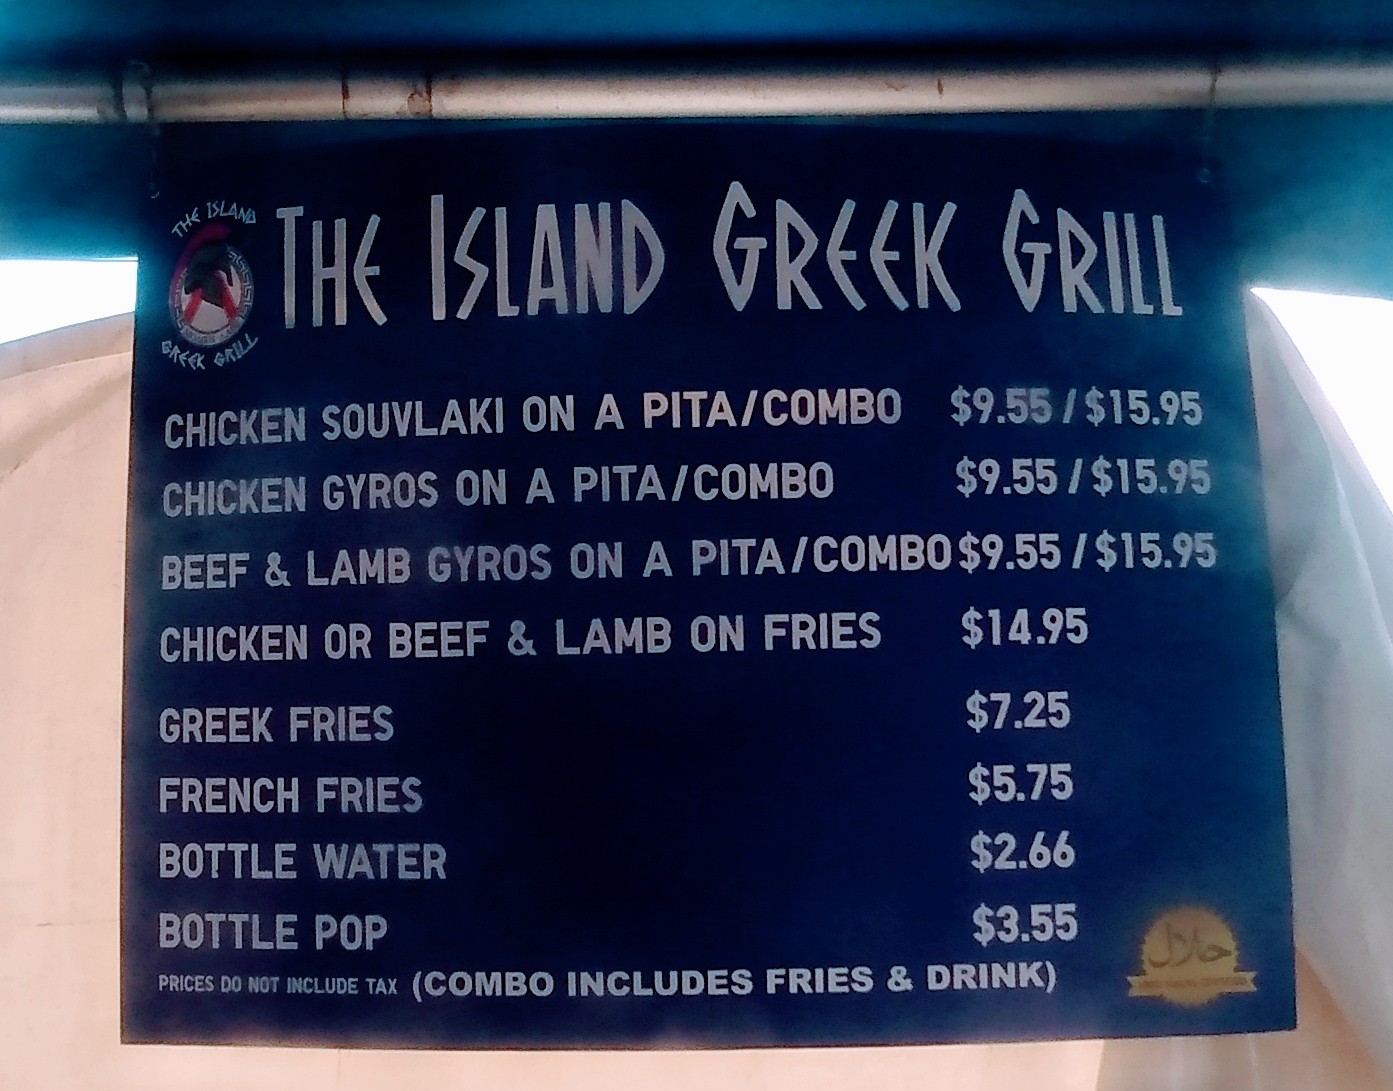 THE ISLAND
GREEK GRILL
THE ISLAND GREEK GRILL
CHICKEN SOUVLAKI ON A PITA/COMBO $9.55 / $15.95
CHICKEN GYROS ON A PITA/COMBO $9.55 / $15.95
BEEF & LAMB GYROS ON A PITA/COMBO $9.55 / $15.95
CHICKEN OR BEEF & LAMB ON FRIES $14.95
GREEK FRIES $7.25
FRENCH FRIES $5.75
BOTTLE WATER $2.66
BOTTLE POP $3.55
PRICES DO NOT INCLUDE TAX (COMBO INCLUDES FRIES & DRINK)
حلال